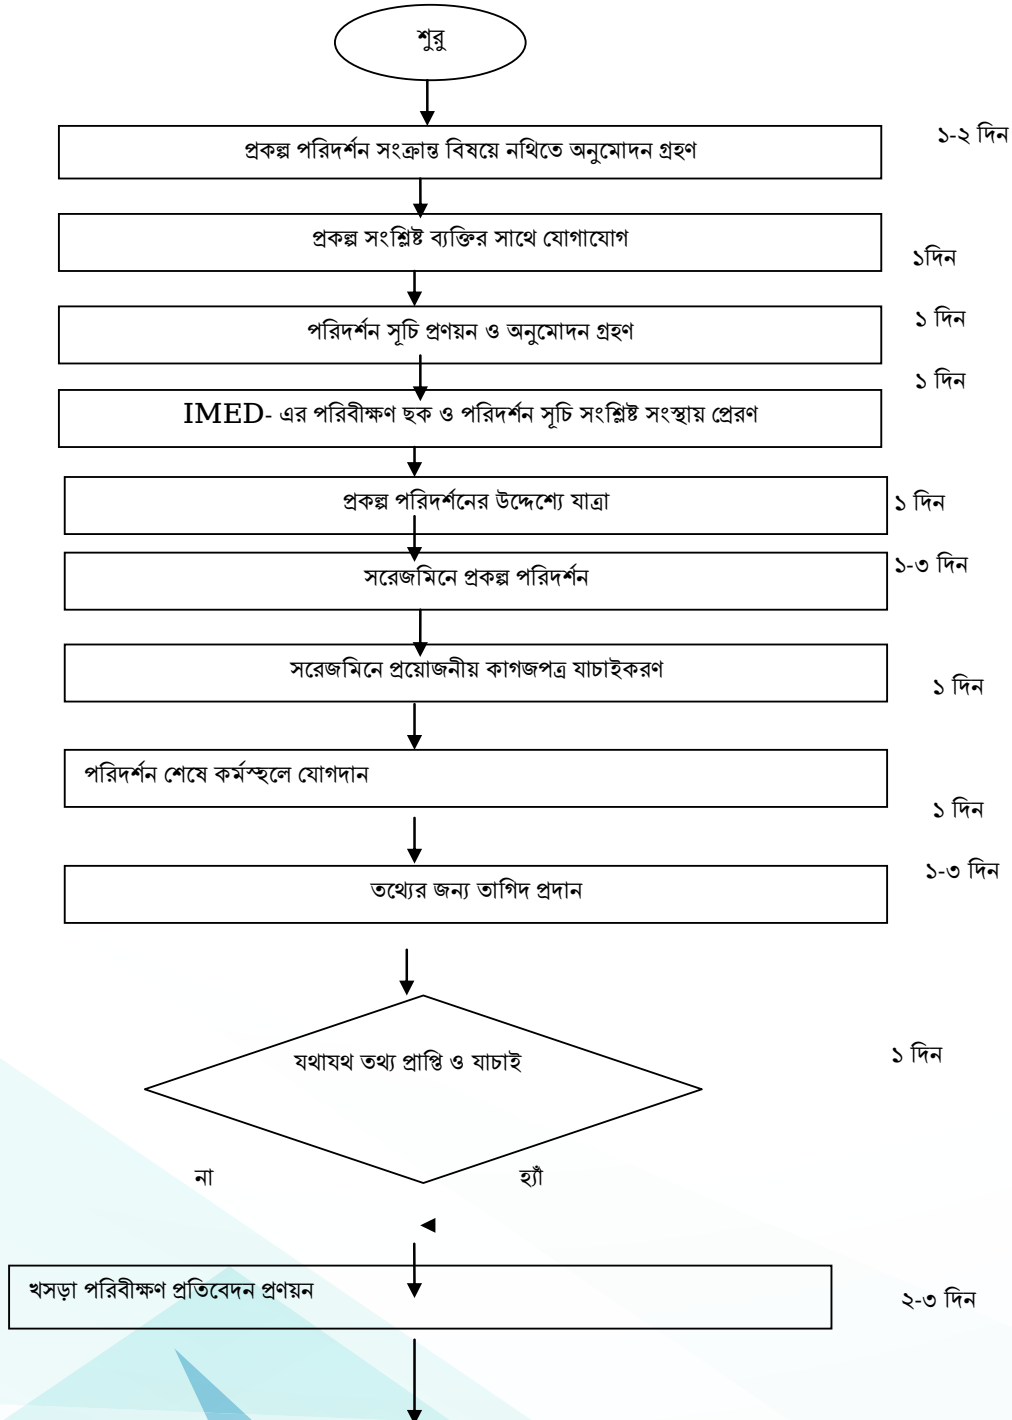 শুরু
প্রকল্প পরিদর্শন সংক্রান্ত বিষয়ে নথিতে অনুমোদন গ্রহণ
১-২ দিন
প্রকল্প সংশ্লিষ্ট ব্যক্তির সাথে যোগাযোগ
১দিন
পরিদর্শন সূচি প্রণয়ন ও অনুমোদন গ্রহণ
১ দিন
IMED- এর পরিবীক্ষণ ছক ও পরিদর্শন সূচি সংশ্লিষ্ট সংস্থায় প্রেরণ
১ দিন
প্রকল্প পরিদর্শনের উদ্দেশ্যে যাত্রা
১ দিন
সরেজমিনে প্রকল্প পরিদর্শন
১-৩ দিন
সরেজমিনে প্রয়োজনীয় কাগজপত্র যাচাইকরণ
১ দিন
পরিদর্শন শেষে কর্মস্হলে যোগদান
১ দিন
তথ্যের জন্য তাগিদ প্রদান
১-৩ দিন
যথাযথ তথ্য প্রাপ্তি ও যাচাই
১ দিন
না
হ্যাঁ
খসড়া পরিবীক্ষণ প্রতিবেদন প্রণয়ন
২-৩ দিন